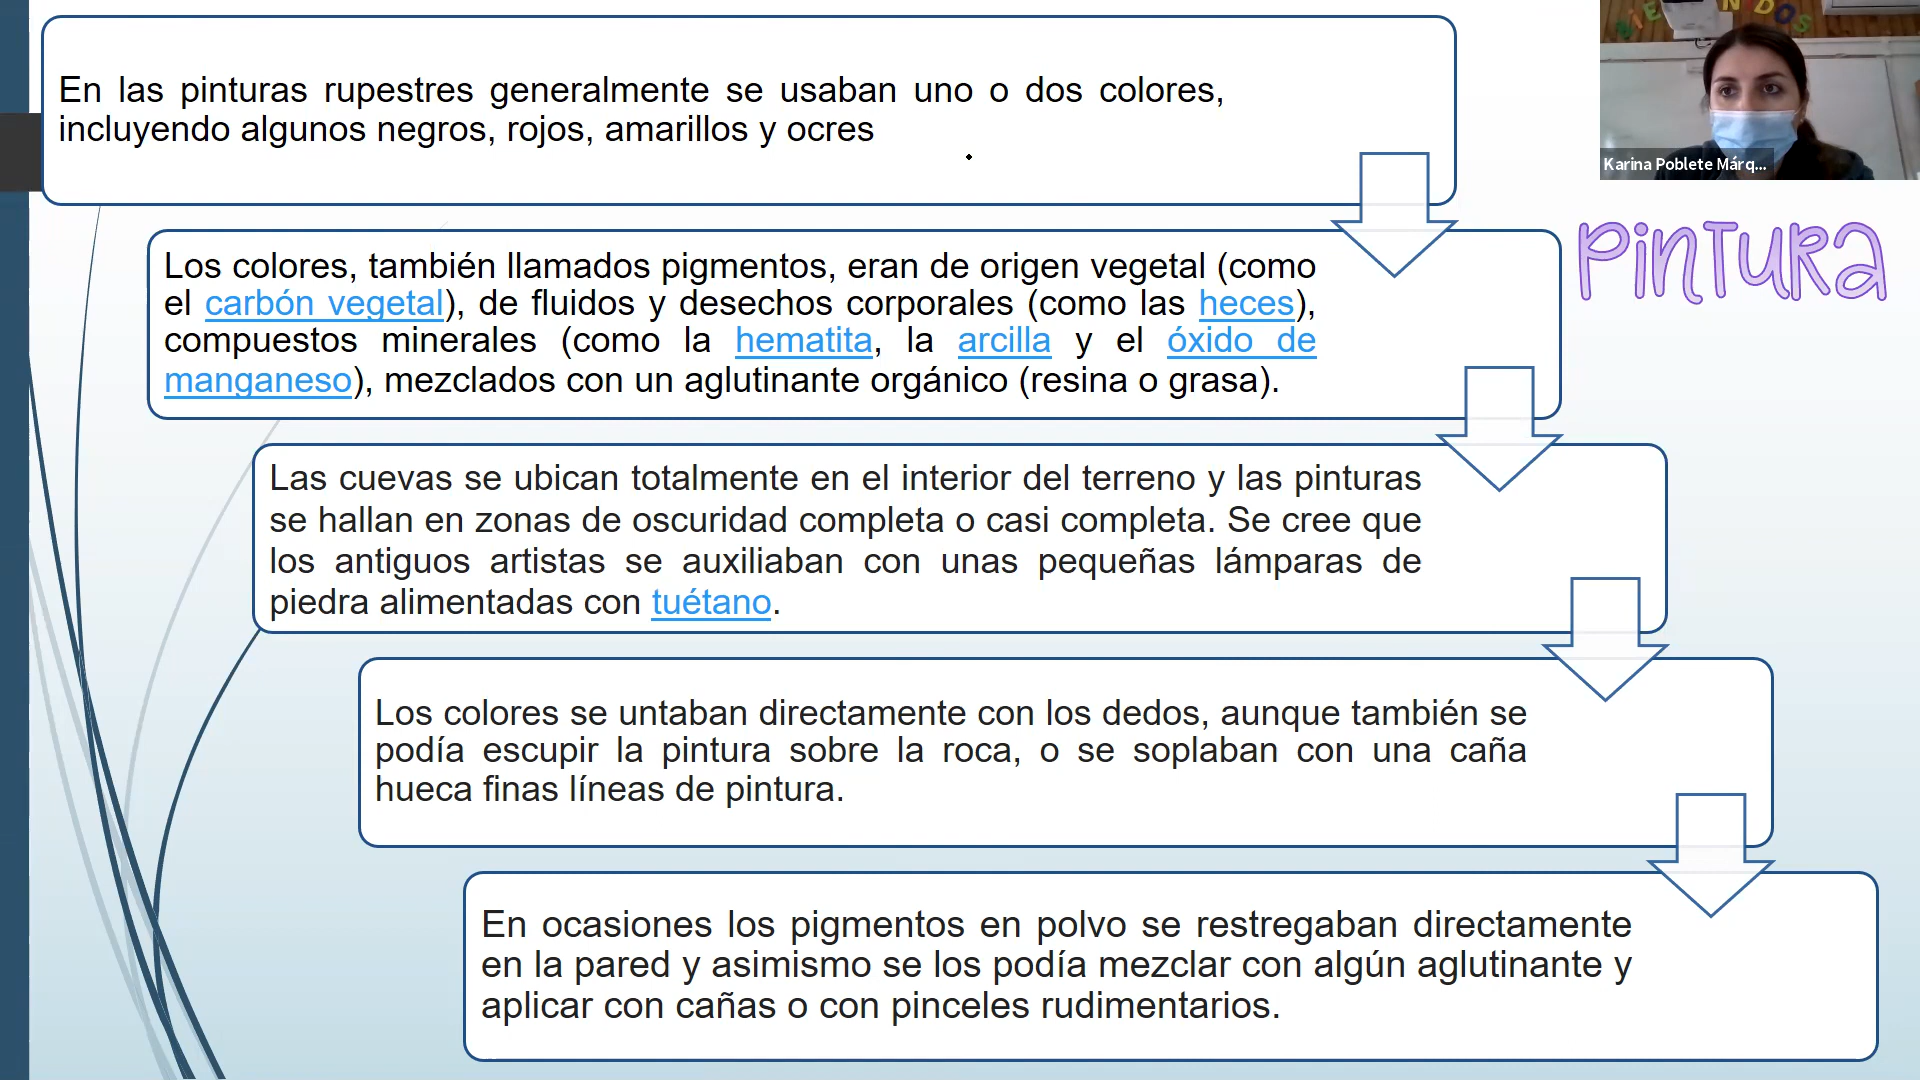 En las pinturas rupestres generalmente se usaban uno o dos colores,
incluyendo algunos negros, rojos, amarillos y ocres
Karina Poblete Márq...
PINTURA
Los colores, también llamados pigmentos, eran de origen vegetal (como
el carbón vegetal), de fluidos y desechos corporales (como las heces),
compuestos minerales (como la hematita, la arcilla y el óxido de
manganeso), mezclados con un aglutinante orgánico (resina o grasa).
Las cuevas se ubican totalmente en el interior del terreno y las pinturas
se hallan en zonas de oscuridad completa o casi completa. Se cree que
los antiguos artistas se auxiliaban con unas pequeñas lámparas de
piedra alimentadas con tuétano.
Los colores se untaban directamente con los dedos, aunque también se
podía escupir la pintura sobre la roca, o se soplaban con una caña
hueca finas líneas de pintura.
En ocasiones los pigmentos en polvo se restregaban directamente
en la pared y asimismo se los podía mezclar con algún aglutinante y
aplicar con cañas o con pinceles rudimentarios.